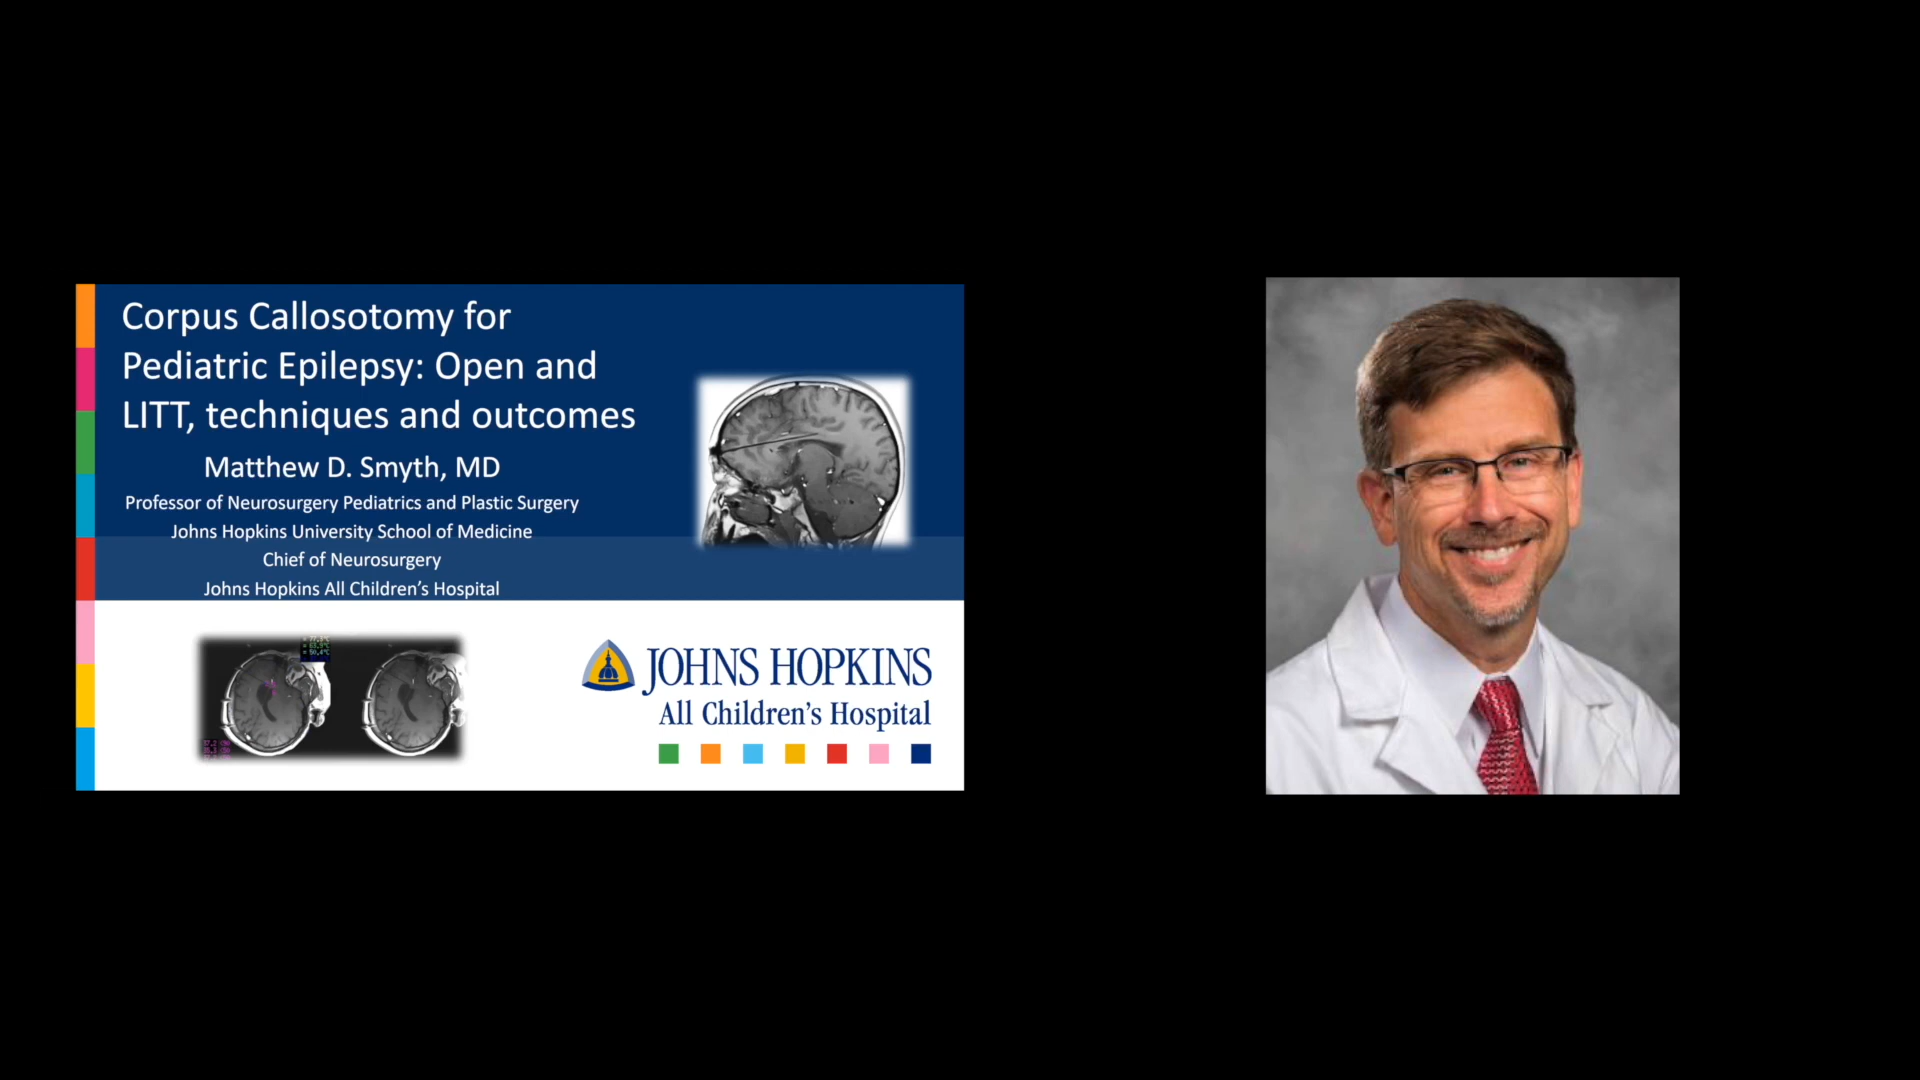 Corpus Callosotomy for
Pediatric Epilepsy: Open and
LITT, techniques and outcomes
Matthew D. Smyth, MD
Professor of Neurosurgery Pediatrics and Plastic Surgery
Johns Hopkins University School of Medicine
Chief of Neurosurgery
Johns Hopkins All Children’s Hospital
JOHNS HOPKINS
All Children’s Hospital